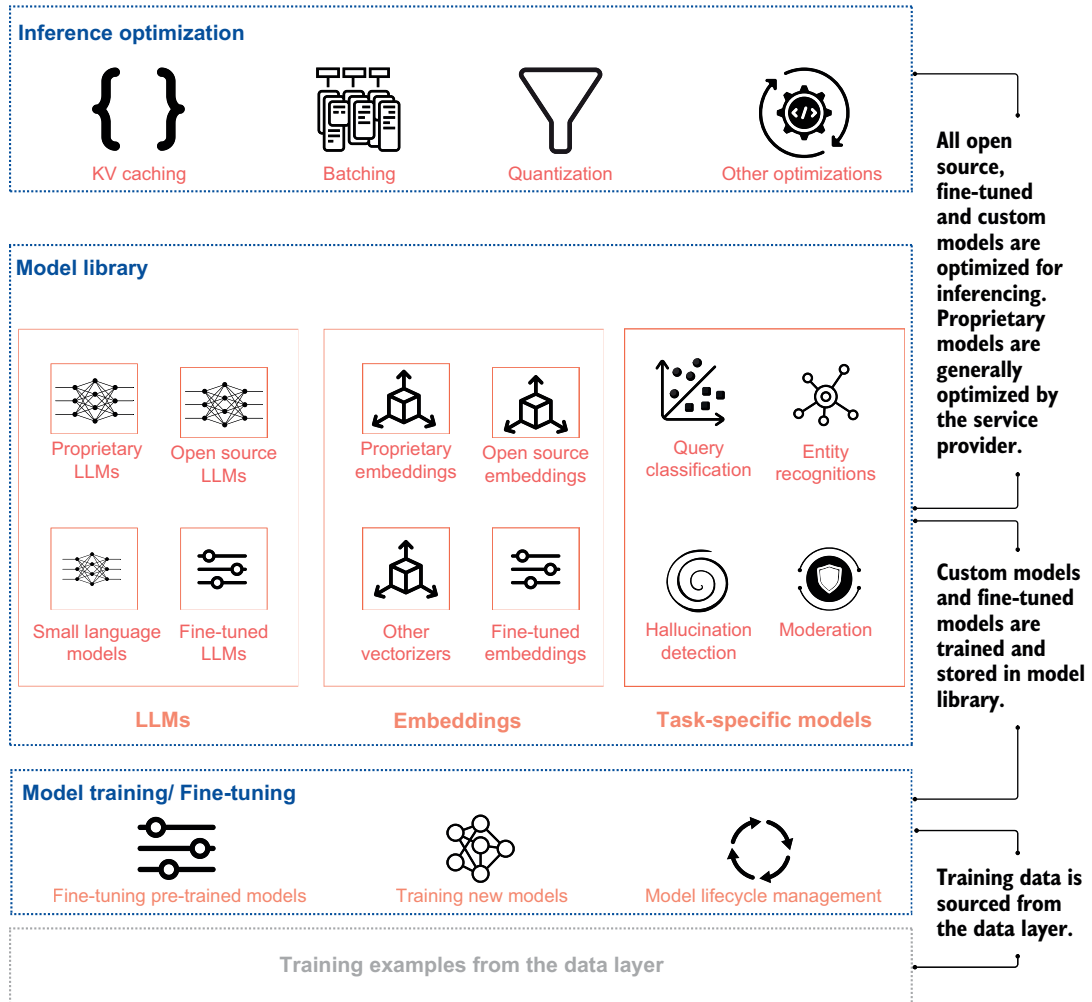 Inference optimization
KV caching
Batching
Quantization
Other optimizations
All open
source,
fine-tuned
and custom
models are
optimized for
inferencing.
Proprietary
models are
generally
optimized by
the service
provider.
Model library
Proprietary
LLMs
Open source
LLMs
Small language
models
Fine-tuned
LLMs
LLMs
Proprietary
embeddings
Open source
embeddings
Other
vectorizers
Fine-tuned
embeddings
Embeddings
Query
classification
Entity
recognitions
Hallucination
detection
Moderation
Task-specific models
Custom models
and fine-tuned
models are
trained and
stored in model
library.
Model training/ Fine-tuning
Fine-tuning pre-trained models
Training new models
Model lifecycle management
Training data is
sourced from
the data layer.
Training examples from the data layer